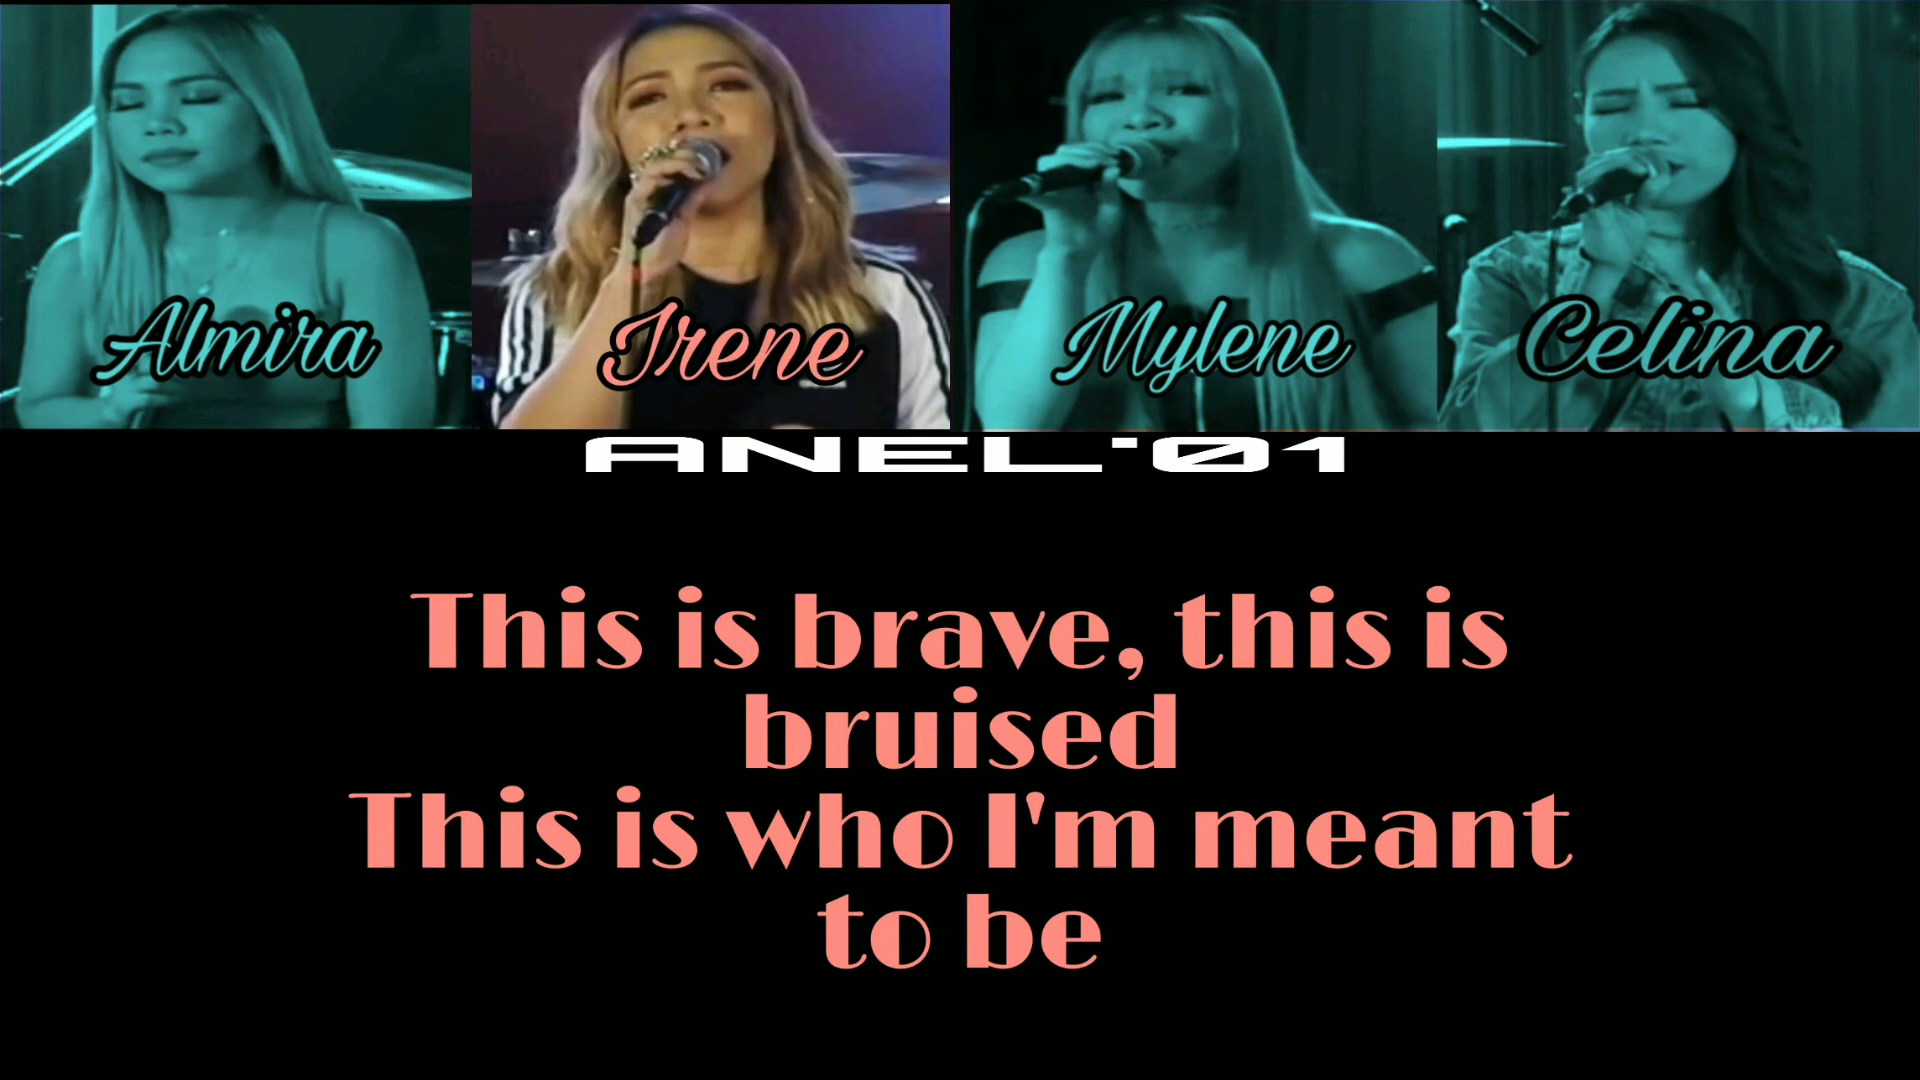 Almira
Irene
Mylene
Celina
ANEL'01
This is brave, this is
bruised
This is who I'm meant
to be